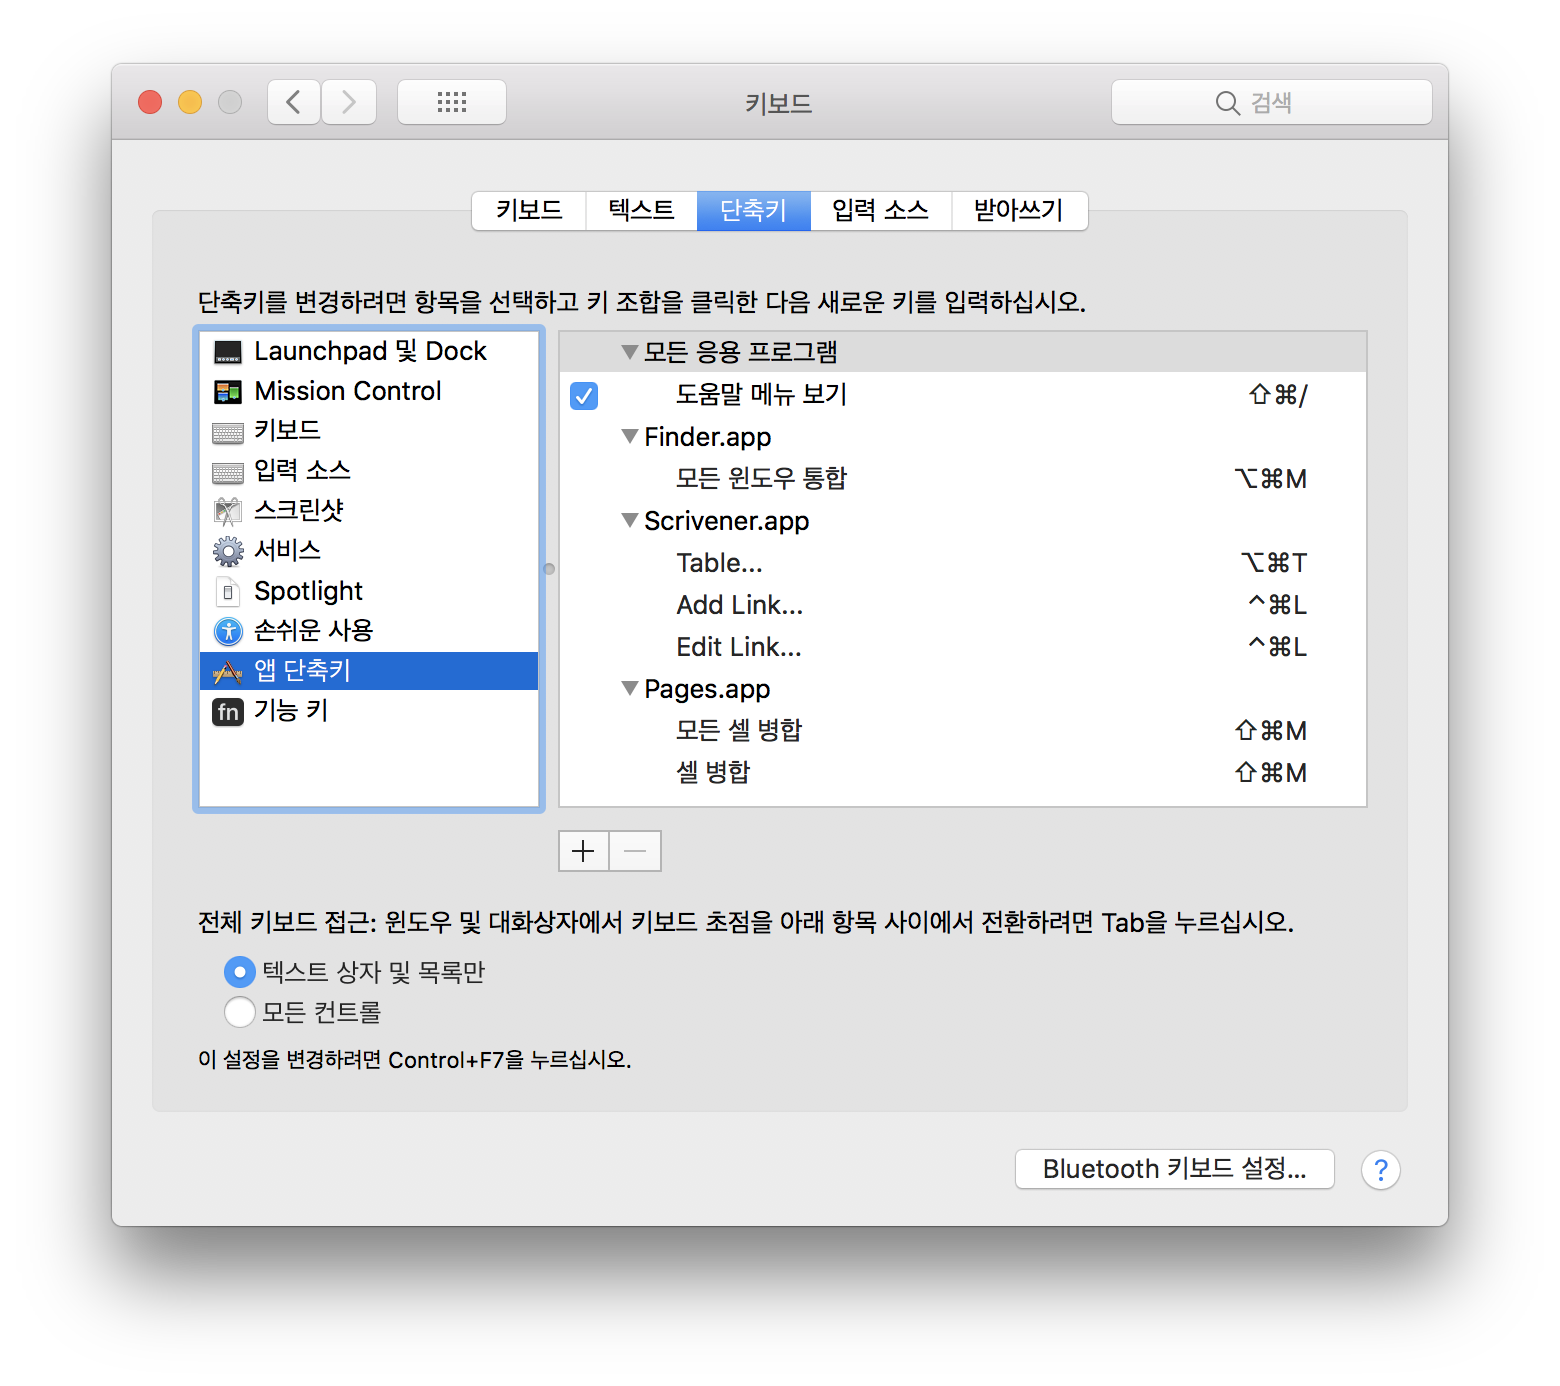 키보드
검색
키보드 텍스트 단축키 입력 소스 받아쓰기
단축키를 변경하려면 항목을 선택하고 키 조합을 클릭한 다음 새로운 키를 입력하십시오.
Launchpad 및 Dock
Mission Control
키보드
입력 소스
스크린샷
서비스
Spotlight
손쉬운 사용
앱 단축키
fn 기능 키
모든 응용 프로그램
도움말 메뉴 보기 ⇧⌘/
Finder.app
모든 윈도우 통합 ⌥⌘M
Scrivener.app
Table... ⌥⌘T
Add Link... ^⌘L
Edit Link... ^⌘L
Pages.app
모든 셀 병합 ⇧⌘M
셀 병합 ⇧⌘M
전체 키보드 접근: 윈도우 및 대화상자에서 키보드 초점을 아래 항목 사이에서 전환하려면 Tab을 누르십시오.
텍스트 상자 및 목록만
모든 컨트롤
이 설정을 변경하려면 Control+F7을 누르십시오.
Bluetooth 키보드 설정... ?